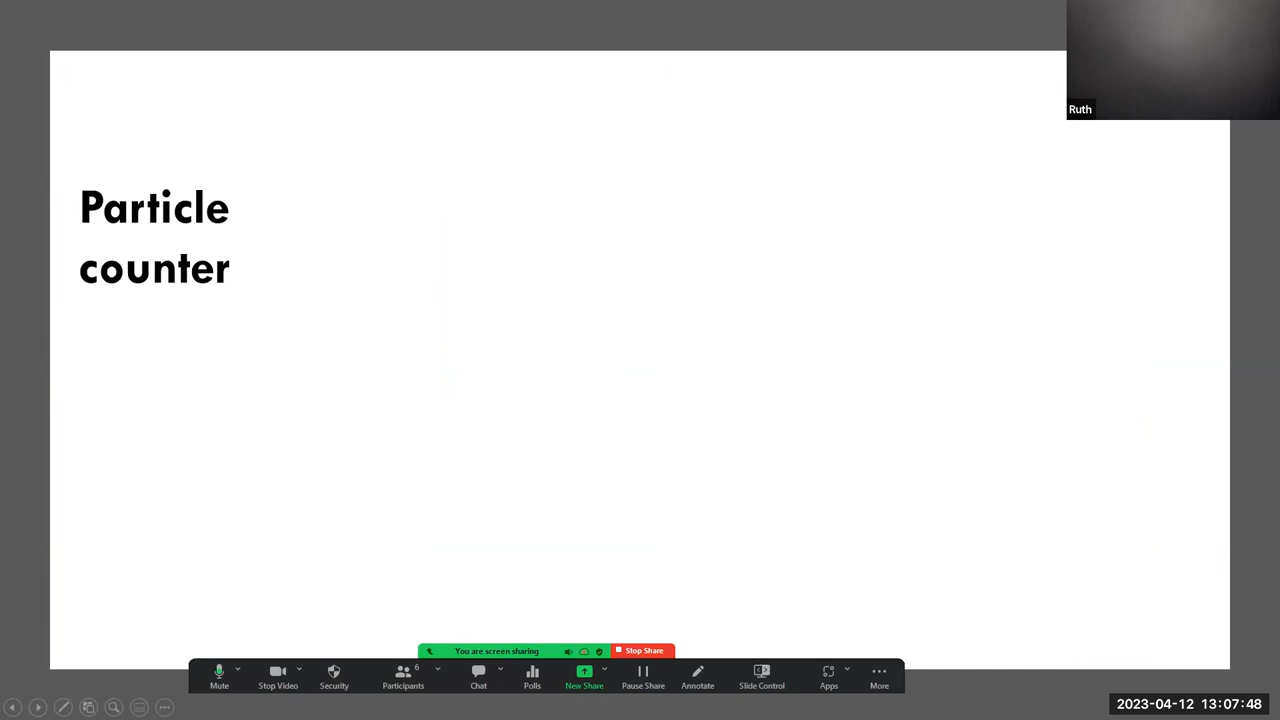 Ruth
Particle
counter
You are screen sharing
Stop Share
Mute
Stop Video
Security
Participants
6
Chat
Polls
New Share
Pause Share
Annotate
Slide Control
Apps
More
2023-04-12 13:07:48